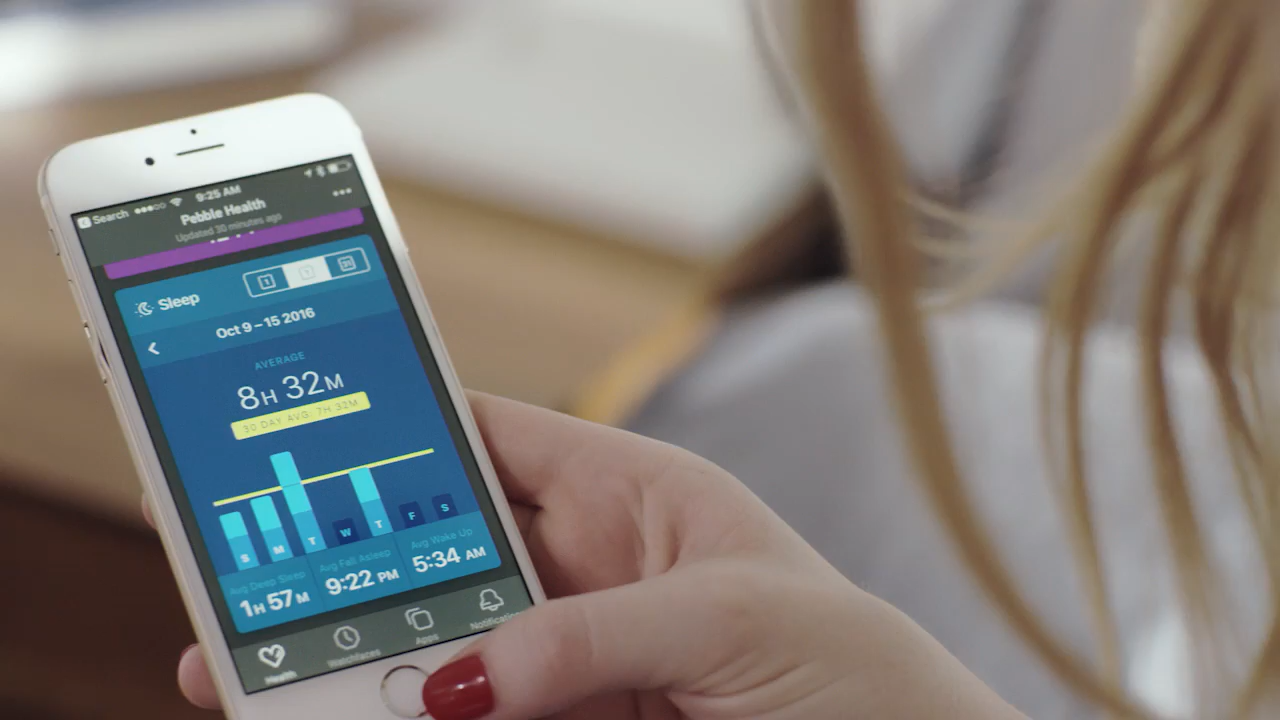 Search 9:25 AM
Pebble Health
Updated 30 minutes ago
Sleep
Oct 9 – 15 2016
AVERAGE
8H 32M
30 DAY AVG: 7H 32M
S M T W T F S
Avg Deep Sleep Avg Fall Asleep Avg Wake Up
1H 57M 9:22 PM 5:34 AM
Health Watchfaces Apps Notifications